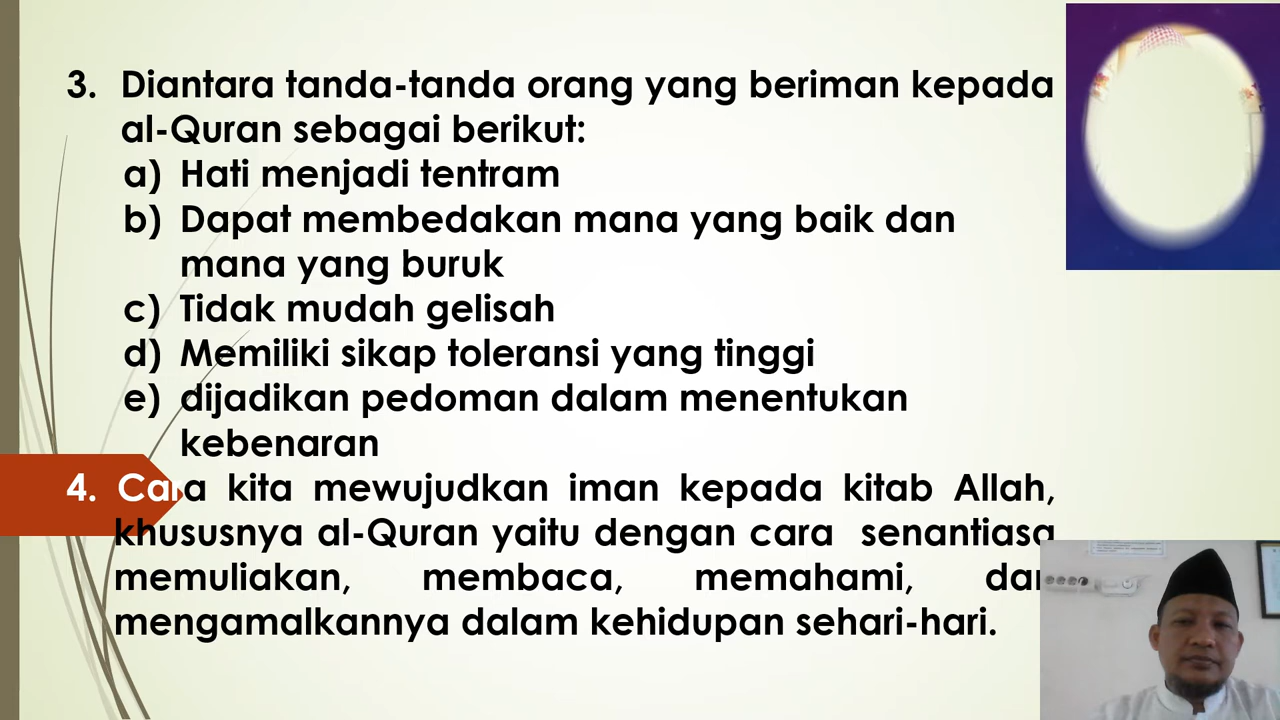 3. Diantara tanda-tanda orang yang beriman kepada
al-Quran sebagai berikut:
a) Hati menjadi tentram
b) Dapat membedakan mana yang baik dan
mana yang buruk
c) Tidak mudah gelisah
d) Memiliki sikap toleransi yang tinggi
e) dijadikan pedoman dalam menentukan
kebenaran
4. Cara kita mewujudkan iman kepada kitab Allah,
khususnya al-Quran yaitu dengan cara senantiasa
memuliakan, membaca, memahami, dan
mengamalkannya dalam kehidupan sehari-hari.